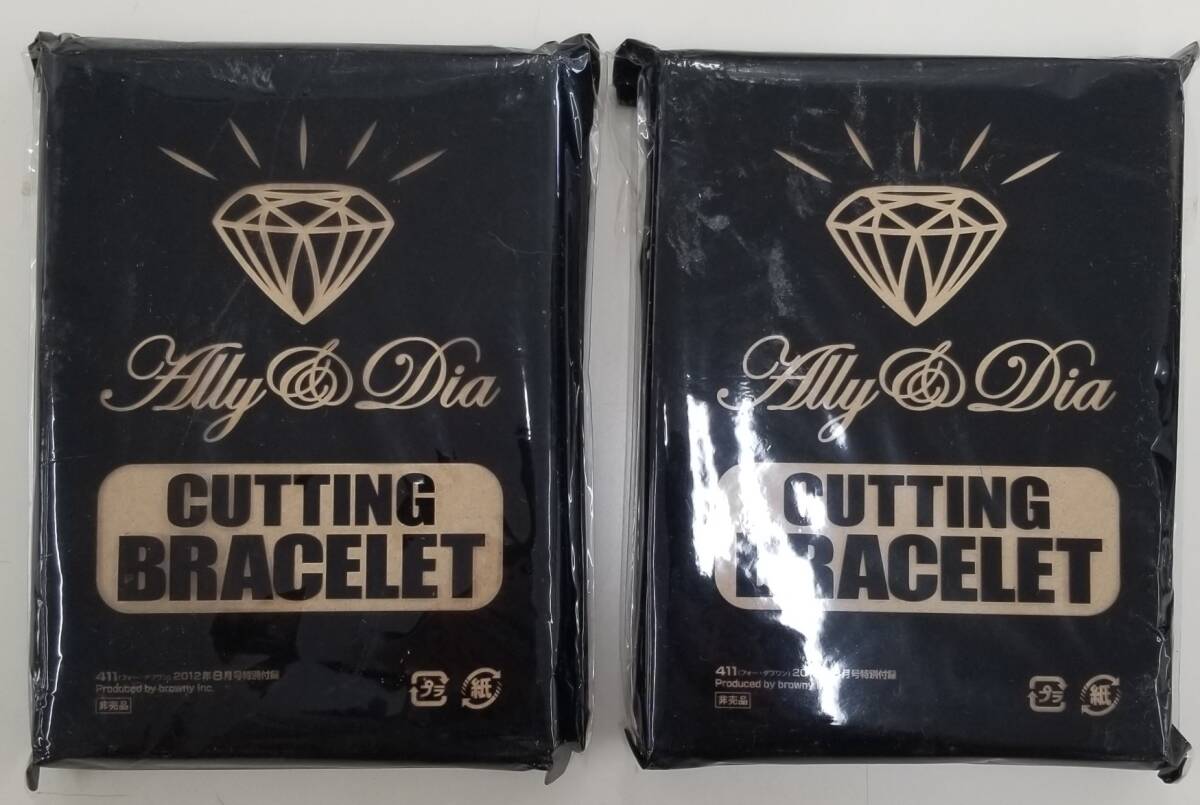 Ally & Dia
CUTTING
BRACELET
411(フォー・ダブワン) 2012年8月号特別付録
Produced by browny Inc.
非売品
プラ
紙
Ally & Dia
CUTTING
BRACELET
411(フォー・ダブワン) 月号特別付録
Produced by browny
非売品
プラ
紙